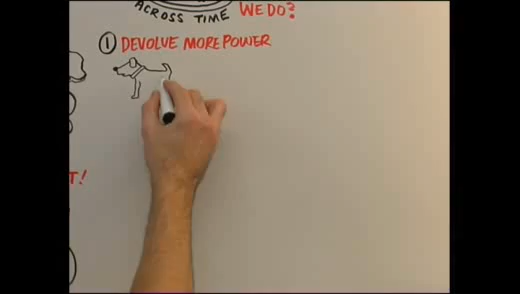 ACROSS TIME
WE DO?
① DEVOLVE MORE POWER
T!